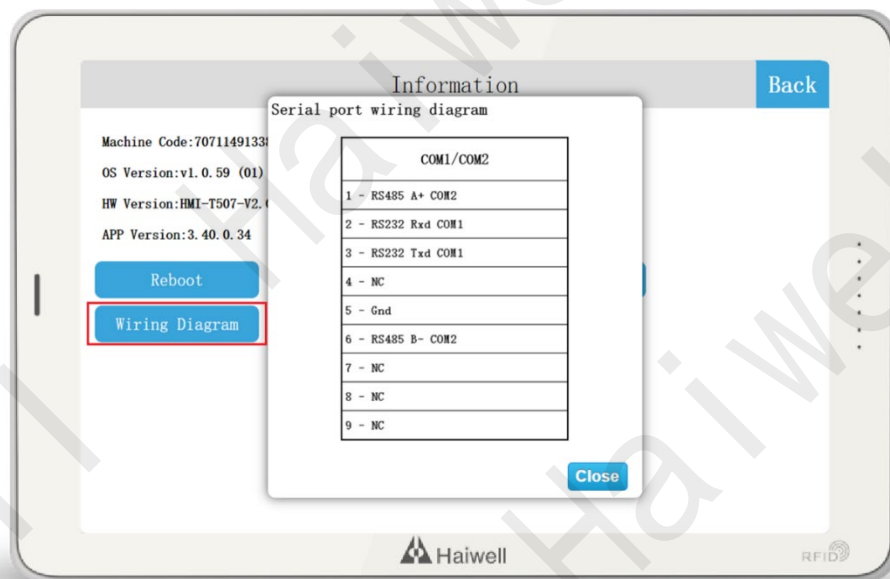 Information
Back
Serial port wiring diagram
Machine Code:7071149133
OS Version:v1.0.59 (01)
HW Version:HMI-T507-V2.
APP Version:3.40.0.34
Reboot
Wiring Diagram
COM1/COM2
1 - RS485 A+ COM2
2 - RS232 Rxd COM1
3 - RS232 Txd COM1
4 - NC
5 - Gnd
6 - RS485 B- COM2
7 - NC
8 - NC
9 - NC
Close
Haiwell
RFID
Haiwell